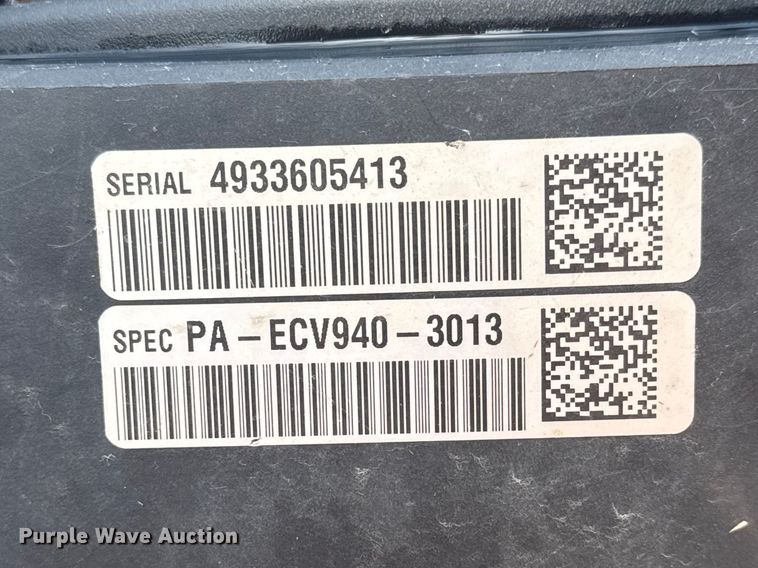 SERIAL 4933605413
SPEC PA-ECV940-3013
Purple Wave Auction